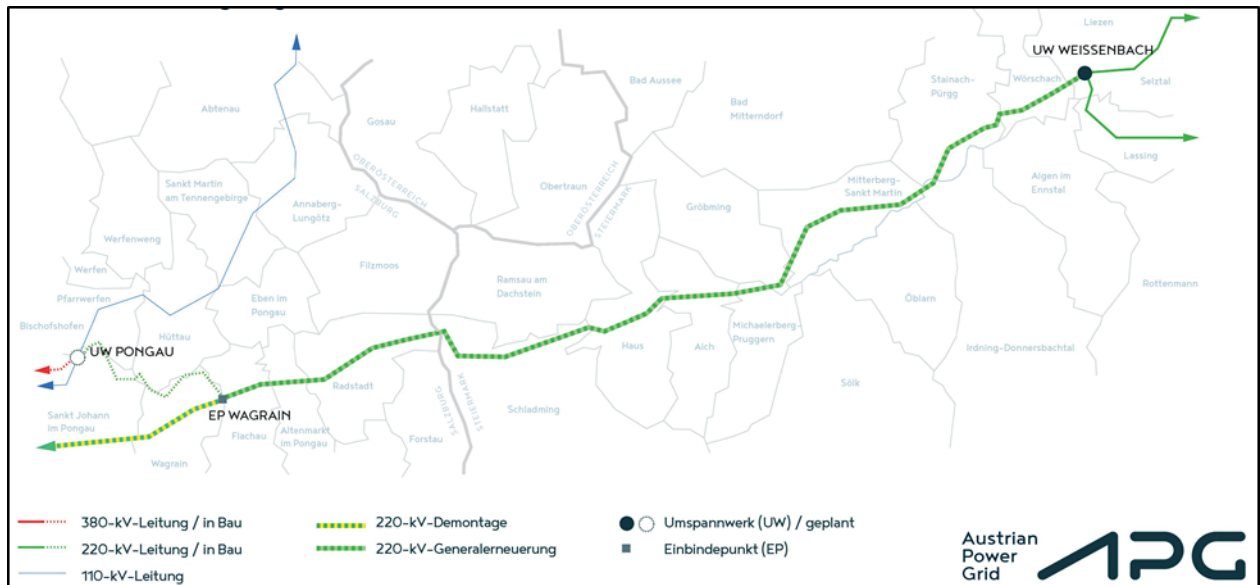 Liezen
UW WEISSENBACH
Bad Aussee
Stainach-
Pürgg
Wörschach
Selztal
Abtenau
Gosau
Hallstatt
Bad
Mitterndorf
Lassing
OBERÖSTERREICH
SALZBURG
Sankt Martin
am Tennengebirge
Annaberg-
Lungötz
Obertraun
OBERÖSTERREICH
STEIERMARK
Mitterberg-
Sankt Martin
Aigen im
Ennstal
Gröbming
Werfenweng
Filzmoos
Werfen
Ramsau am
Dachstein
Rottenmann
Pfarrwerfen
Eben im
Pongau
Öblarn
Bischofshofen
Hüttau
Michaelerberg-
Pruggern
UW PONGAU
Haus
Aich
Irdning-Donnersbachtal
Radstadt
Sölk
EP WAGRAIN
Sankt Johann
im Pongau
Schladming
SALZBURG
STEIERMARK
Flachau
Altenmarkt
im Pongau
Forstau
Wagrain
380-kV-Leitung / in Bau
220-kV-Leitung / in Bau
110-kV-Leitung
220-kV-Demontage
220-kV-Generalerneuerung
Umspannwerk (UW) / geplant
Einbindepunkt (EP)
Austrian
Power
Grid
APG